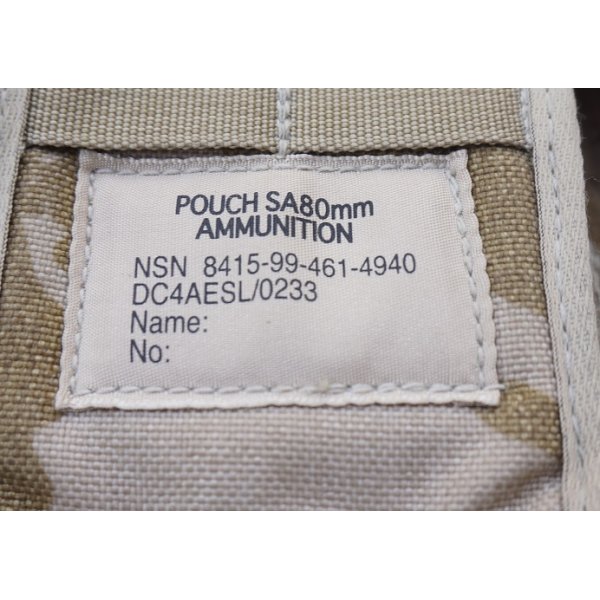 POUCH SA80mm
AMMUNITION
NSN 8415-99-461-4940
DC4AESL/0233
Name:
No: